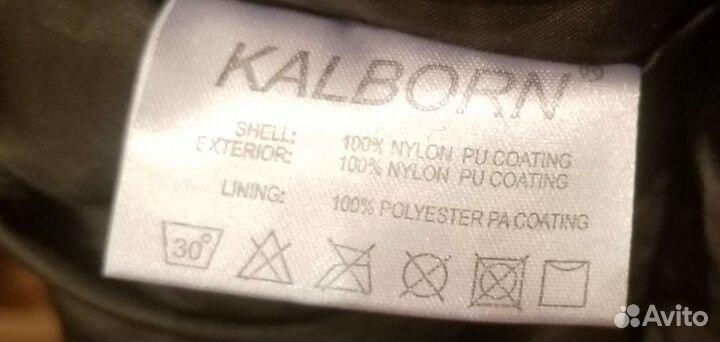 KALBORN®
SHELL: 100% NYLON PU COATING
EXTERIOR: 100% NYLON PU COATING
LINING: 100% POLYESTER PA COATING
30°
Avito